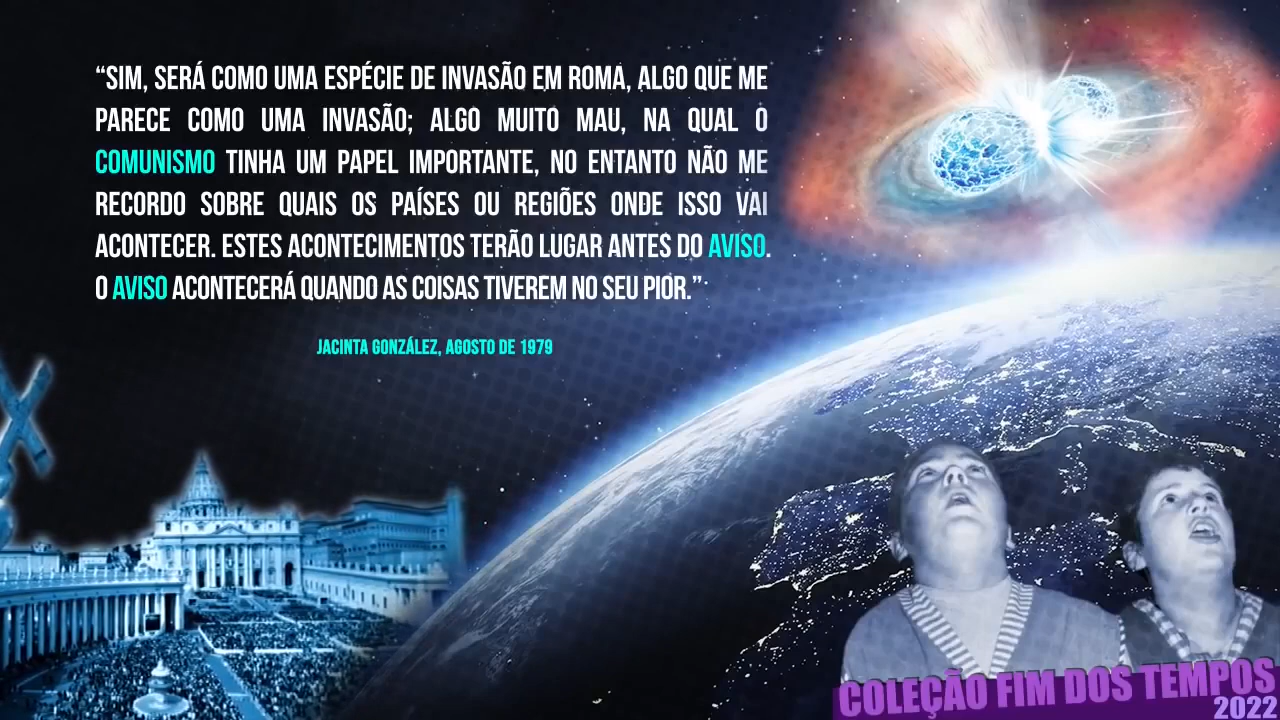 “SIM, SERÁ COMO UMA ESPÉCIE DE INVASÃO EM ROMA, ALGO QUE ME
PARECE COMO UMA INVASÃO; ALGO MUITO MAU, NA QUAL O
COMUNISMO TINHA UM PAPEL IMPORTANTE, NO ENTANTO NÃO ME
RECORDO SOBRE QUAIS OS PAÍSES OU REGIÕES ONDE ISSO VAI
ACONTECER. ESTES ACONTECIMENTOS TERÃO LUGAR ANTES DO AVISO.
O AVISO ACONTECERÁ QUANDO AS COISAS TIVEREM NO SEU PIOR.”
JACINTA GONZÁLEZ, AGOSTO DE 1979
COLEÇÃO FIM DOS TEMPOS
2022